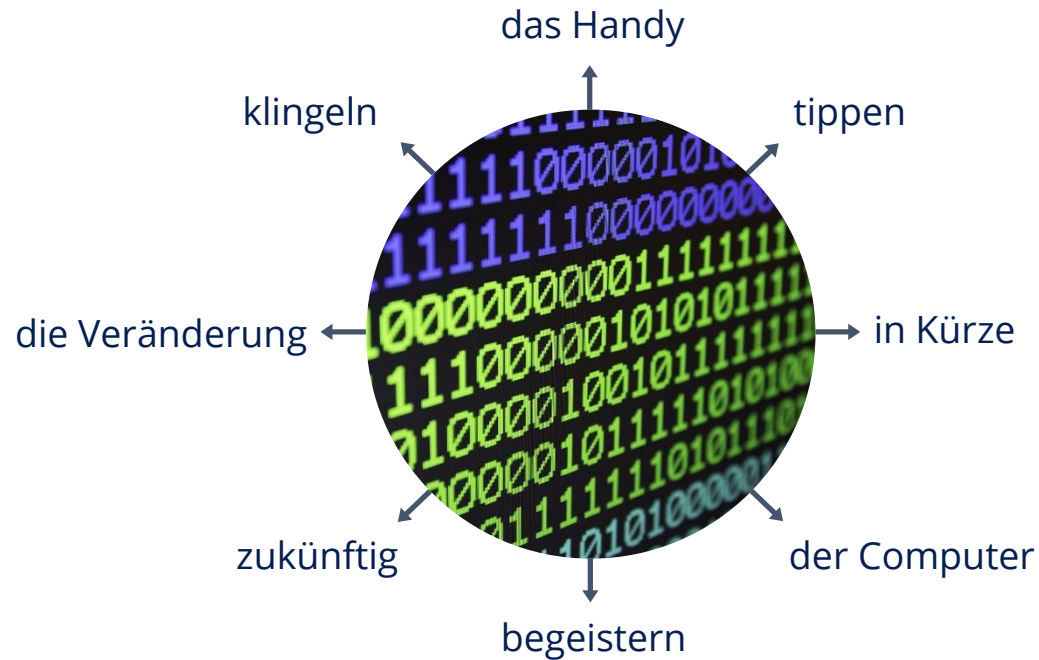 das Handy
klingeln
tippen
die Veränderung
in Kürze
zukünftig
der Computer
begeistern